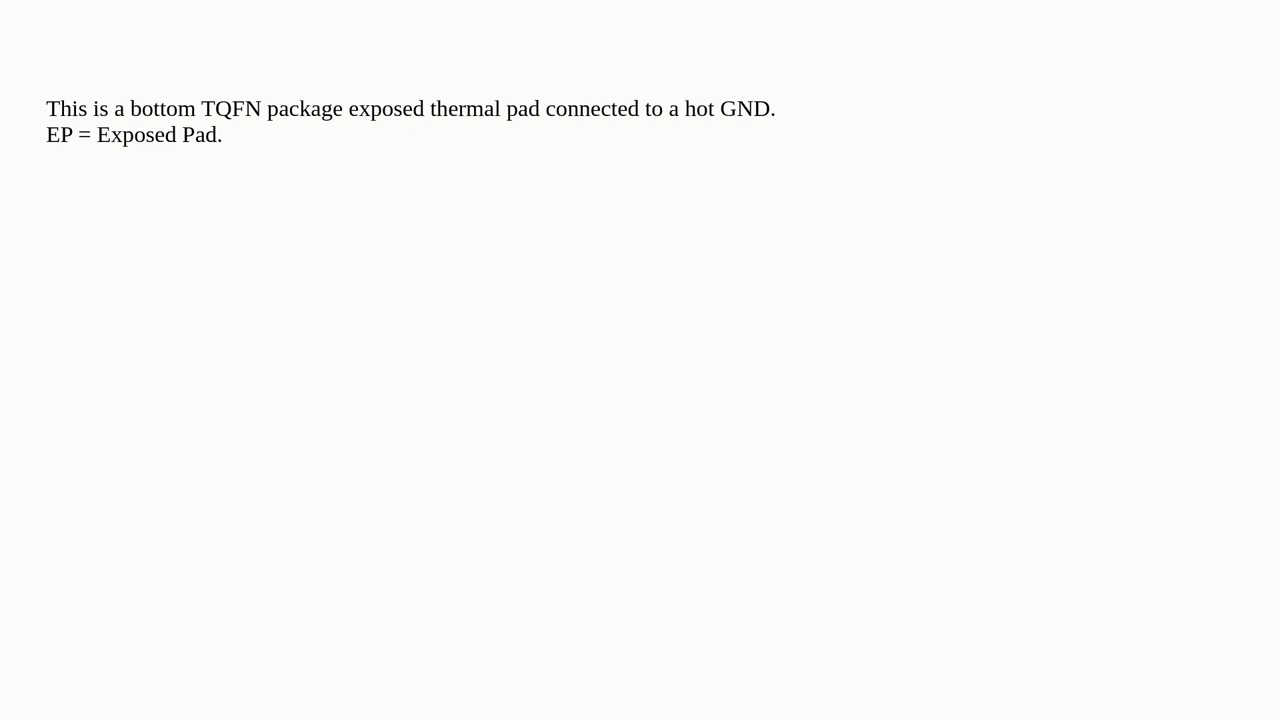 This is a bottom TQFN package exposed thermal pad connected to a hot GND.
EP = Exposed Pad.